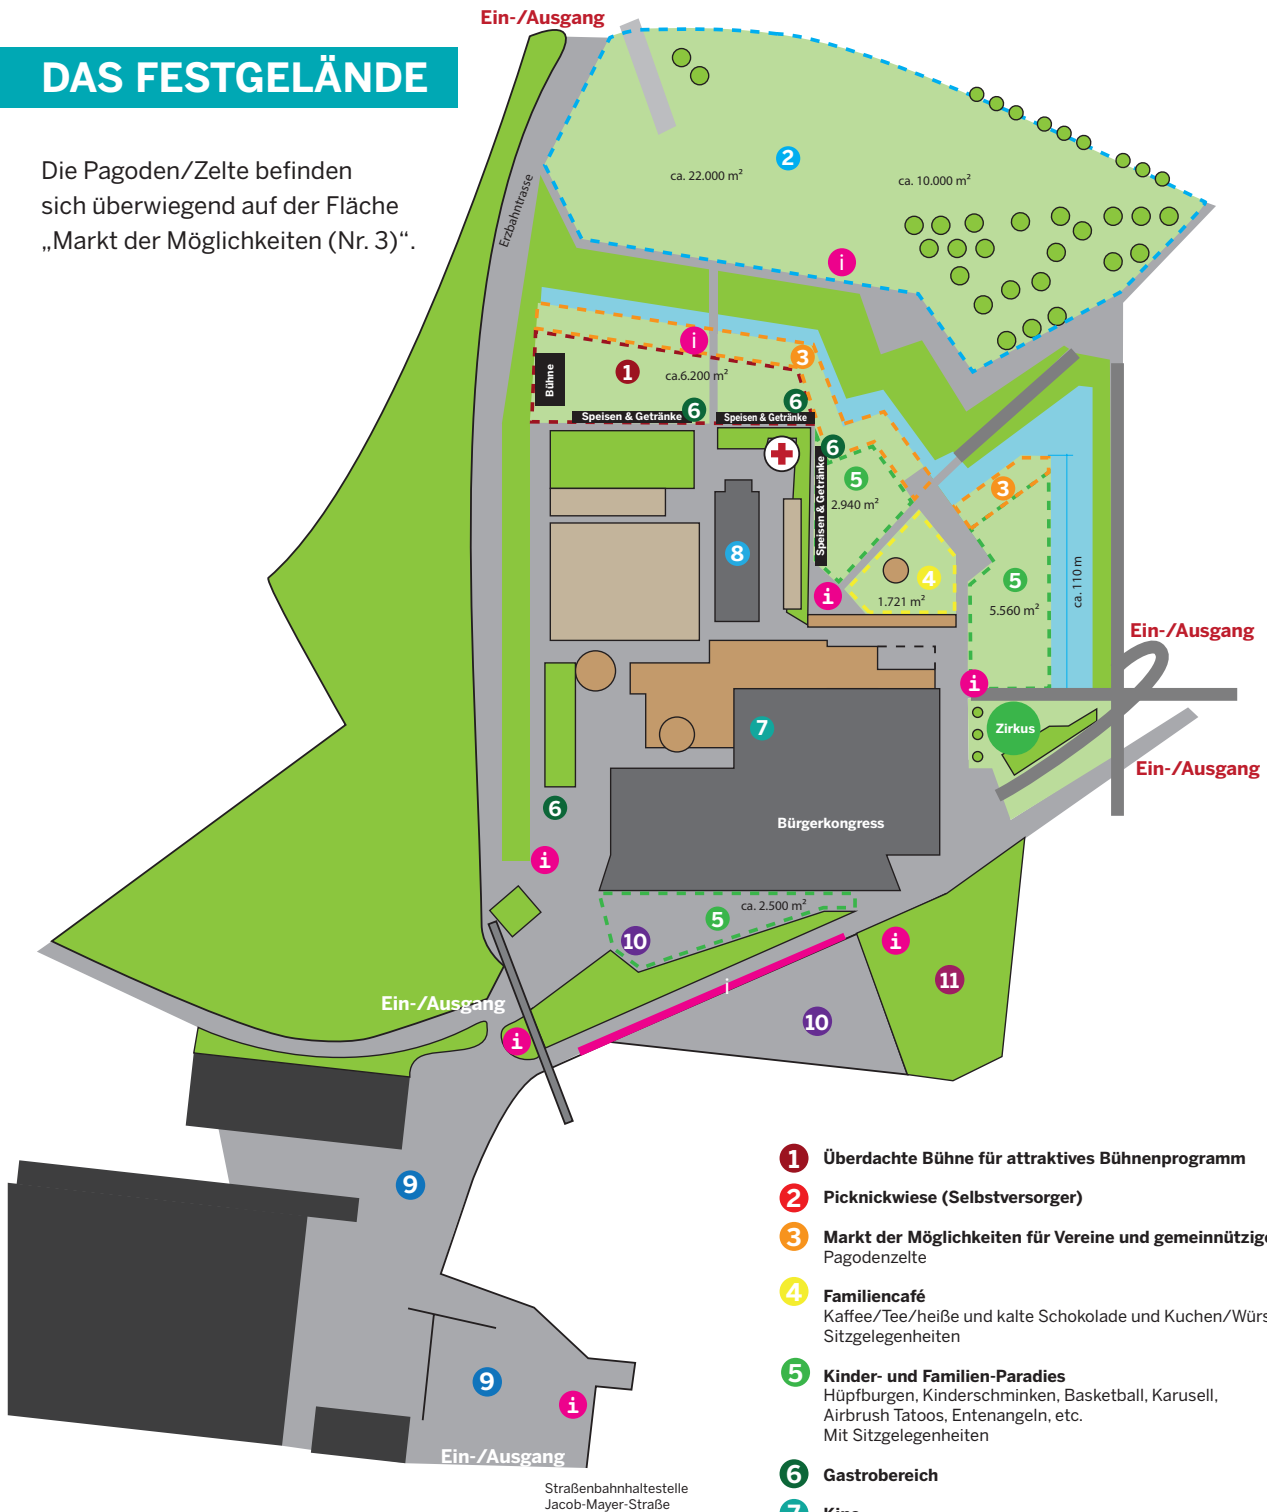 Ein-/Ausgang
DAS FESTGELÄNDE
Die Pagoden/Zelte befinden
sich überwiegend auf der Fläche
„Markt der Möglichkeiten (Nr. 3)“.
Erzbahntrasse
2
ca. 22.000 m²
ca. 10.000 m²
i
i
3
Bühne
1
ca.6.200 m²
6
6
Speisen & Getränke
Speisen & Getränke
6
Speisen & Getränke
5
2.940 m²
3
8
4
1.721 m²
i
5
5.560 m²
ca. 110 m
Ein-/Ausgang
i
Zirkus
7
Ein-/Ausgang
6
Bürgerkongress
i
ca. 2.500 m²
5
10
i
11
i
Ein-/Ausgang
10
i
9
9
i
Ein-/Ausgang
Straßenbahnhaltestelle
Jacob-Mayer-Straße
1 Überdachte Bühne für attraktives Bühnenprogramm
2 Picknickwiese (Selbstversorger)
3 Markt der Möglichkeiten für Vereine und gemeinnützige
Pagodenzelte
4 Familiencafé
Kaffee/Tee/heiße und kalte Schokolade und Kuchen/Würs
Sitzgelegenheiten
5 Kinder- und Familien-Paradies
Hüpfburgen, Kinderschminken, Basketball, Karusell,
Airbrush Tatoos, Entenangeln, etc.
Mit Sitzgelegenheiten
6 Gastrobereich
7 Kino